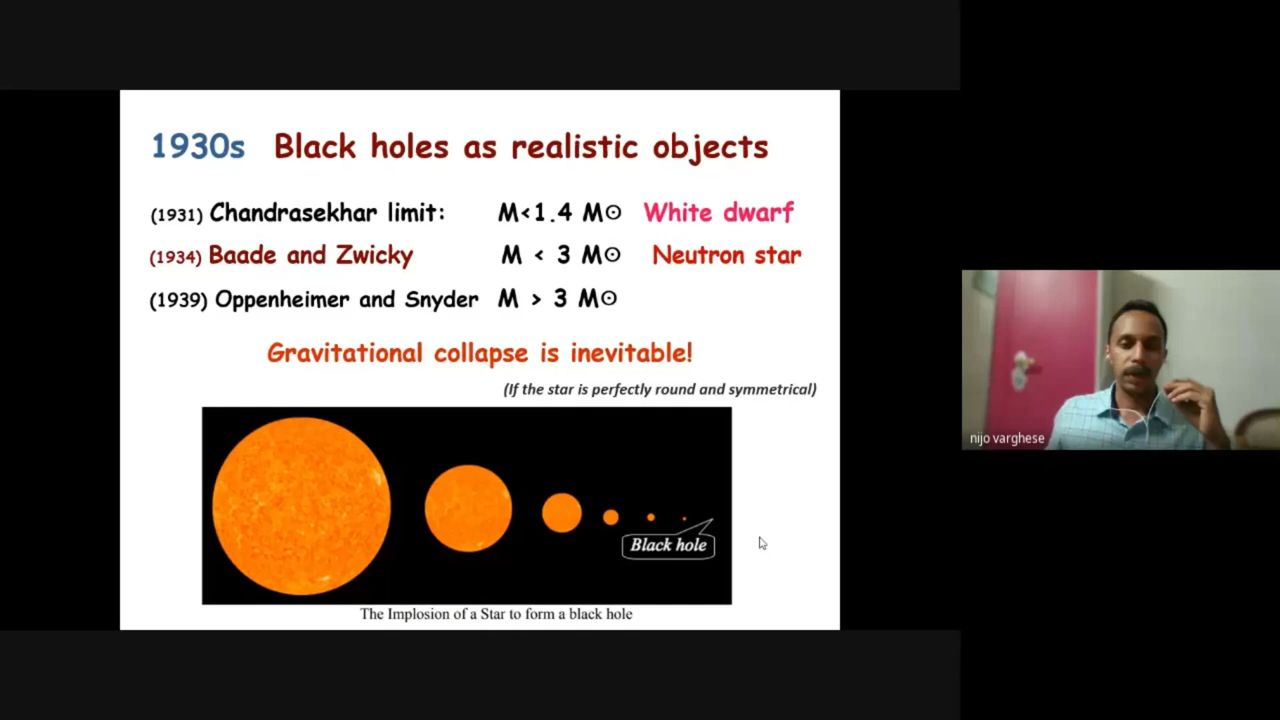 1930s Black holes as realistic objects
(1931) Chandrasekhar limit: M<1.4 M⊙ White dwarf
(1934) Baade and Zwicky M < 3 M⊙ Neutron star
(1939) Oppenheimer and Snyder M > 3 M⊙
Gravitational collapse is inevitable!
(If the star is perfectly round and symmetrical)
Black hole
The Implosion of a Star to form a black hole
nijo varghese